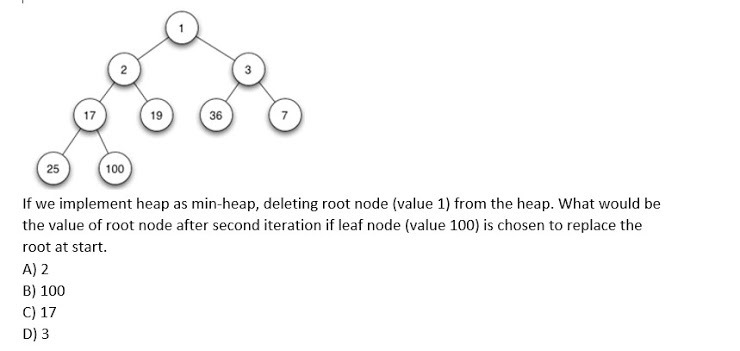 1
2 3
17 19 36 7
25 100
If we implement heap as min-heap, deleting root node (value 1) from the heap. What would be
the value of root node after second iteration if leaf node (value 100) is chosen to replace the
root at start.
A) 2
B) 100
C) 17
D) 3